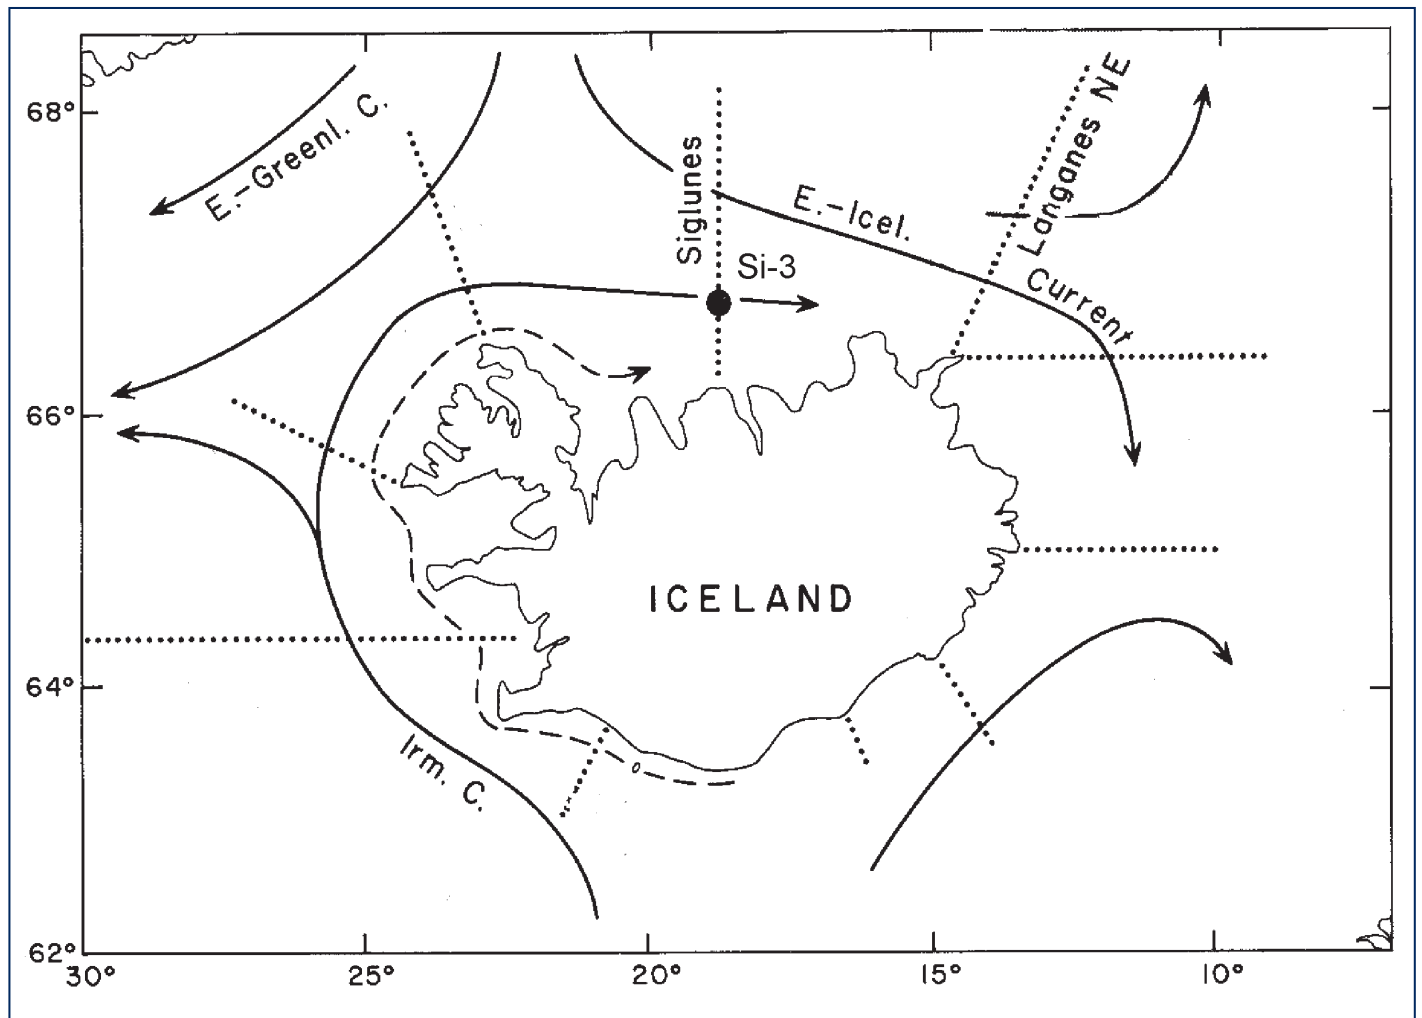 68°
66°
64°
62°
30°
25°
20°
15°
10°
E.-Greenl. C.
Siglunes
Si-3
E.-Icel.
Current
Langanes NE
ICELAND
Irm. C.